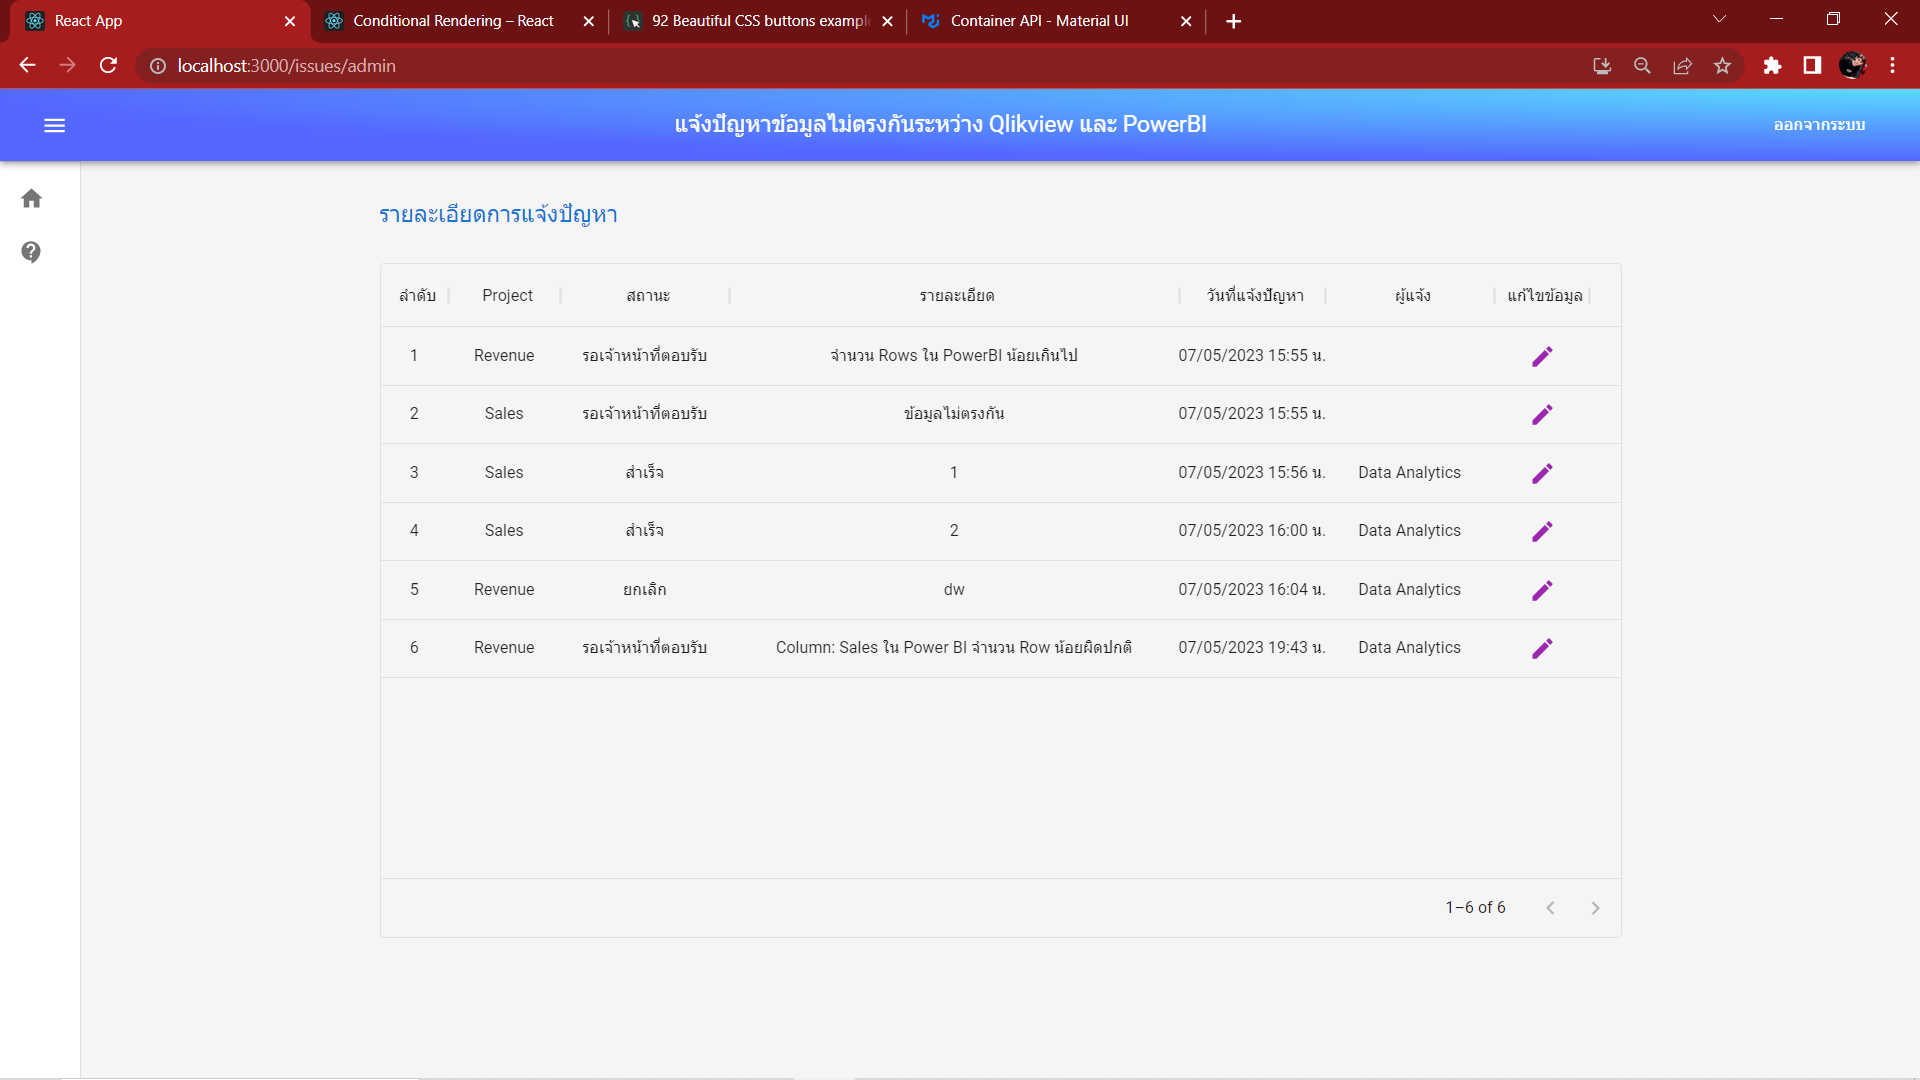 React App
Conditional Rendering – React
92 Beautiful CSS buttons example
Container API - Material UI
localhost:3000/issues/admin
แจ้งปัญหาข้อมูลไม่ตรงกันระหว่าง Qlikview และ PowerBI
ออกจากระบบ
รายละเอียดการแจ้งปัญหา
ลำดับ Project สถานะ รายละเอียด วันที่แจ้งปัญหา ผู้แจ้ง แก้ไขข้อมูล
1 Revenue รอเจ้าหน้าที่ตอบรับ จำนวน Rows ใน PowerBI น้อยเกินไป 07/05/2023 15:55 น.
2 Sales รอเจ้าหน้าที่ตอบรับ ข้อมูลไม่ตรงกัน 07/05/2023 15:55 น.
3 Sales สำเร็จ 1 07/05/2023 15:56 น. Data Analytics
4 Sales สำเร็จ 2 07/05/2023 16:00 น. Data Analytics
5 Revenue ยกเลิก dw 07/05/2023 16:04 น. Data Analytics
6 Revenue รอเจ้าหน้าที่ตอบรับ Column: Sales ใน Power BI จำนวน Row น้อยผิดปกติ 07/05/2023 19:43 น. Data Analytics
1–6 of 6